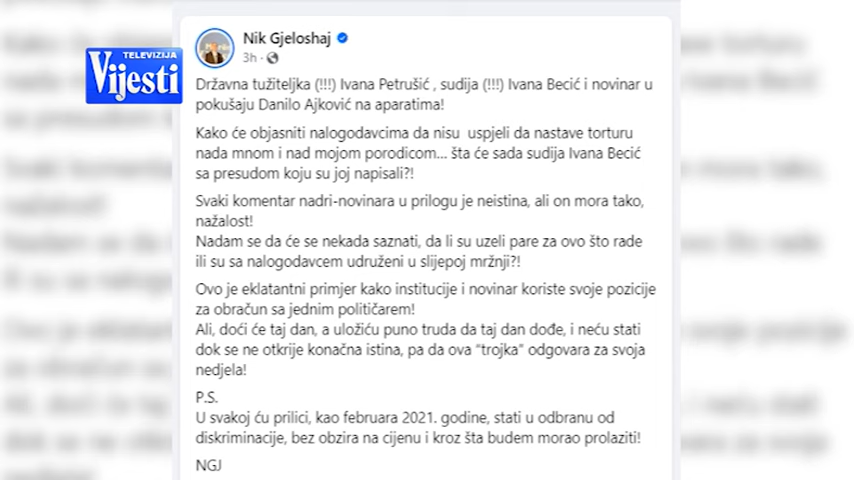 TELEVIZIJA
Vijesti
Nik Gjeloshaj
3h
Državna tužiteljka (!!!) Ivana Petrušić , sudija (!!!) Ivana Becić i novinar u
pokušaju Danilo Ajković na aparatima!
Kako će objasniti nalogodavcima da nisu uspjeli da nastave torturu
nada mnom i nad mojom porodicom... šta će sada sudija Ivana Becić
sa presudom koju su joj napisali?!
Svaki komentar nadri-novinara u prilogu je neistina, ali on mora tako,
nažalost!
Nadam se da će se nekada saznati, da li su uzeli pare za ovo što rade
ili su sa nalogodavcem udruženi u slijepoj mržnji?!
Ovo je eklatantni primjer kako institucije i novinar koriste svoje pozicije
za obračun sa jednim političarem!
Ali, doći će taj dan, a uložiću puno truda da taj dan dođe, i neću stati
dok se ne otkrije konačna istina, pa da ova "trojka" odgovara za svoja
nedjela!
P.S.
U svakoj ću prilici, kao februara 2021. godine, stati u odbranu od
diskriminacije, bez obzira na cijenu i kroz šta budem morao prolaziti!
NGJ